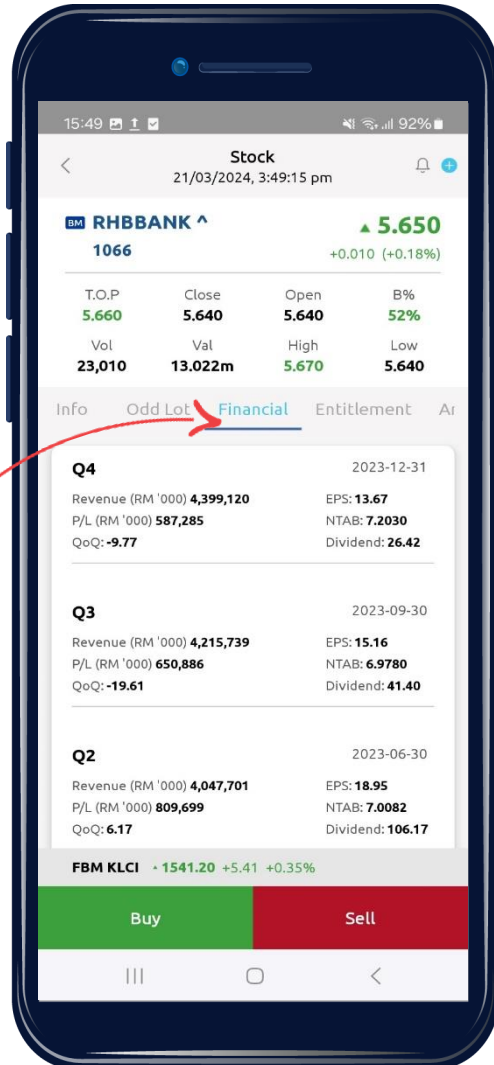 15:49 92%
Stock
21/03/2024, 3:49:15 pm
BM RHBBANK ^ ▲ 5.650
1066 +0.010 (+0.18%)
T.O.P Close Open B%
5.660 5.640 5.640 52%
Vol Val High Low
23,010 13.022m 5.670 5.640
Info Odd Lot Financial Entitlement Ar
Q4 2023-12-31
Revenue (RM '000) 4,399,120 EPS: 13.67
P/L (RM '000) 587,285 NTAB: 7.2030
QoQ: -9.77 Dividend: 26.42
Q3 2023-09-30
Revenue (RM '000) 4,215,739 EPS: 15.16
P/L (RM '000) 650,886 NTAB: 6.9780
QoQ: -19.61 Dividend: 41.40
Q2 2023-06-30
Revenue (RM '000) 4,047,701 EPS: 18.95
P/L (RM '000) 809,699 NTAB: 7.0082
QoQ: 6.17 Dividend: 106.17
FBM KLCI ▲ 1541.20 +5.41 +0.35%
Buy Sell